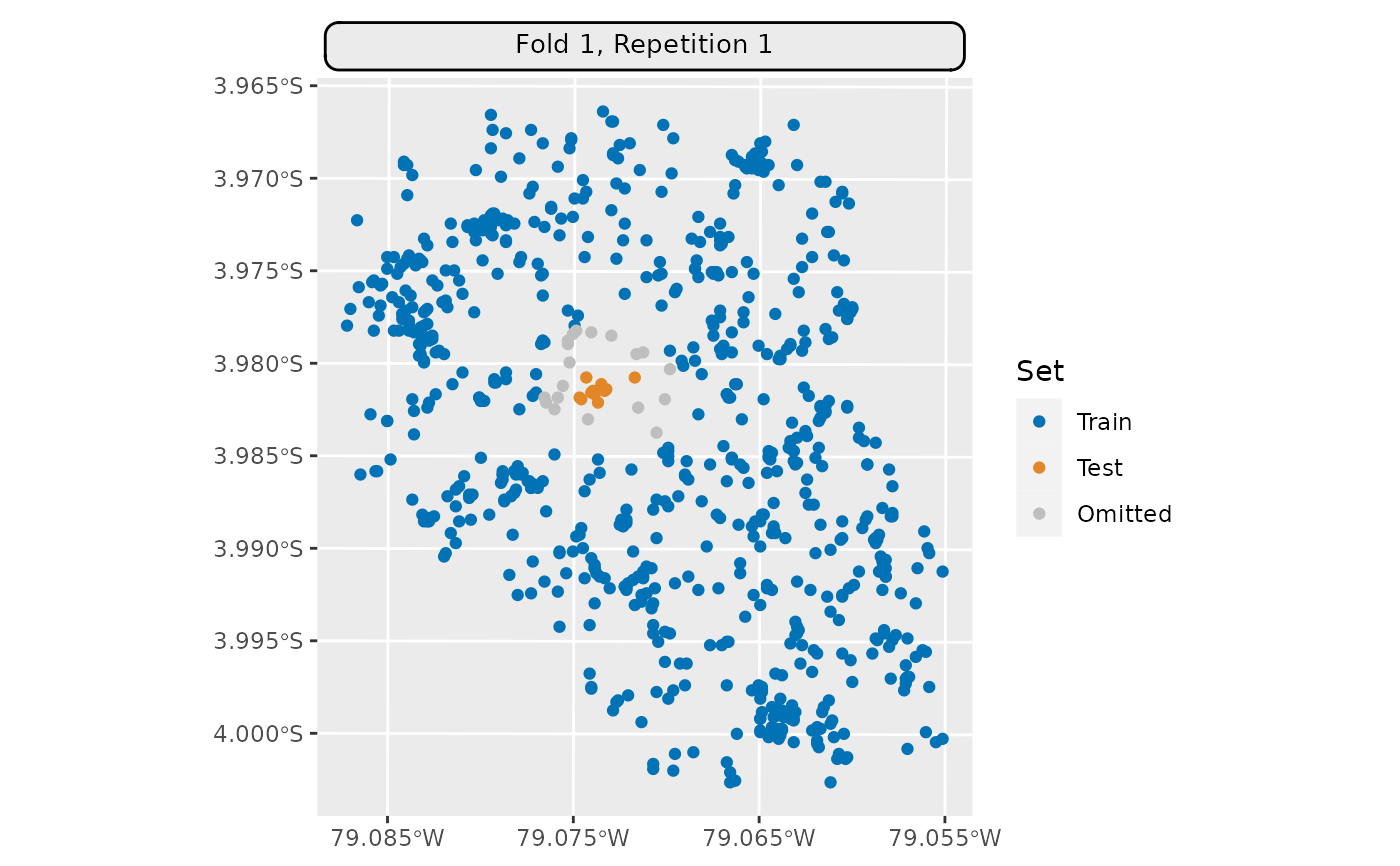 Fold 1, Repetition 1
3.965°S
3.970°S
3.975°S
3.980°S
3.985°S
3.990°S
3.995°S
4.000°S
79.085°W 79.075°W 79.065°W 79.055°W
Set
Train
Test
Omitted